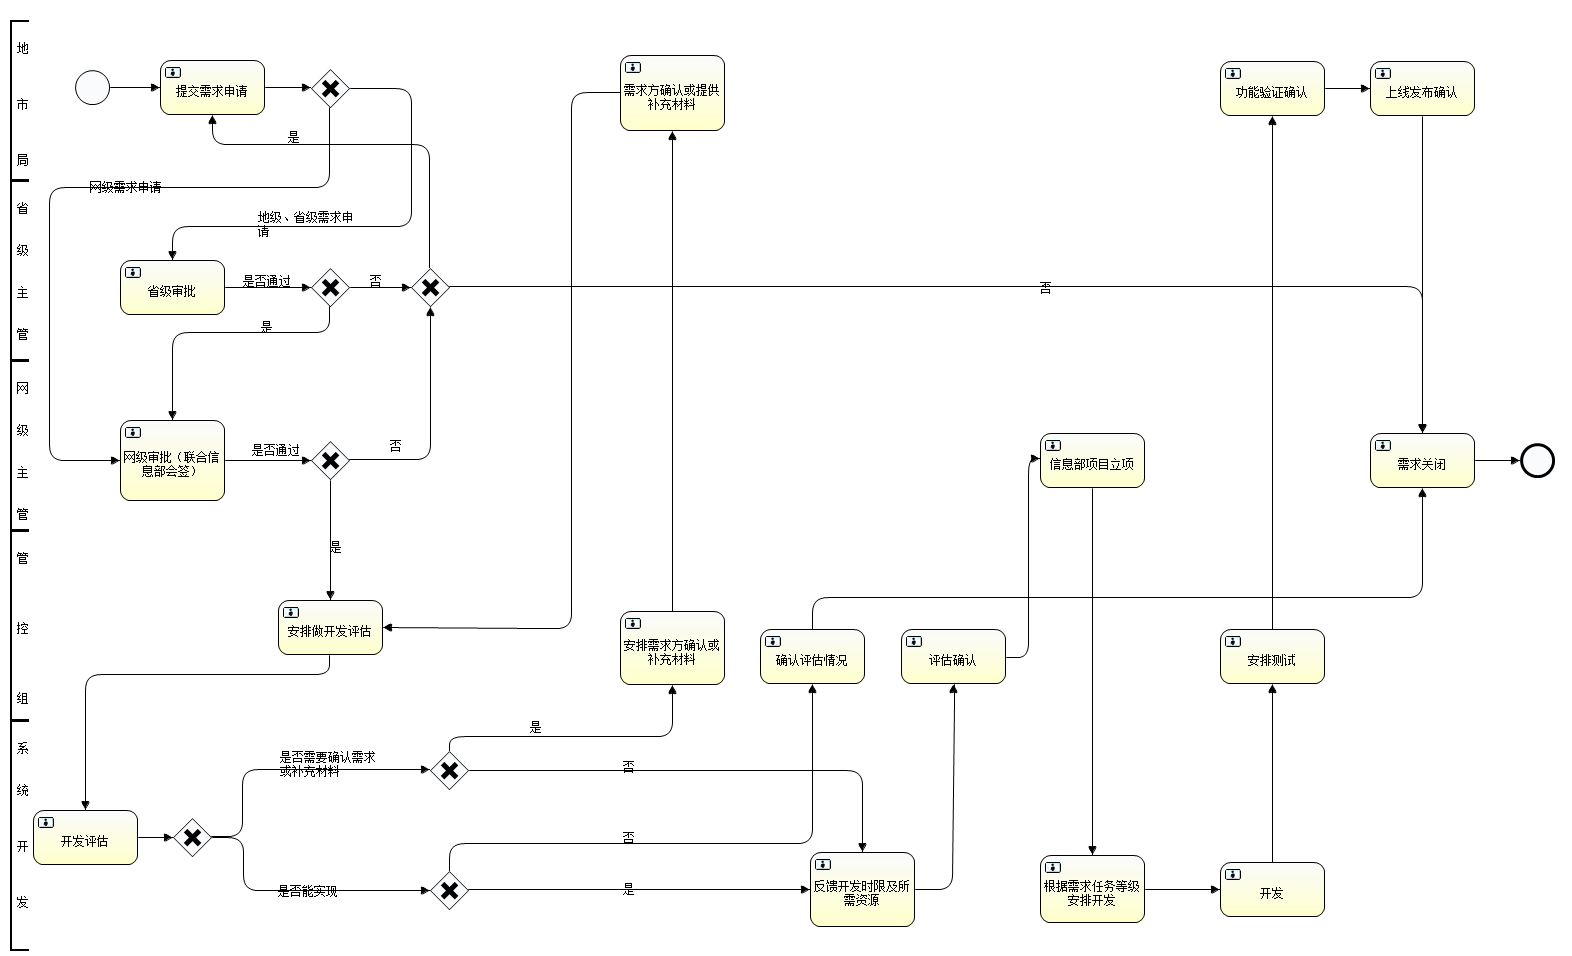 地市局
提交需求申请
需求方确认或提供
补充材料
功能验证确认
上线发布确认
是
网级需求申请
省级主管
地级、省级需求申
请
省级审批
是否通过
否
否
是
网级主管
网级审批（联合信
息部会签）
是否通过
否
信息部项目立项
需求关闭
是
管控组
安排做开发评估
安排需求方确认或
补充材料
确认评估情况
评估确认
安排测试
系统开发
是
是否需要确认需求
或补充材料
否
开发评估
否
是否能实现
是
反馈开发时限及所
需资源
根据需求任务等级
安排开发
开发